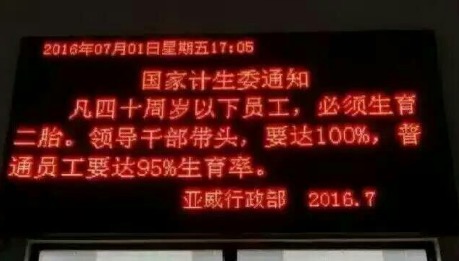 2016年07月01日星期五17:05
国家计生委通知
凡四十周岁以下员工，必须生育
二胎。领导干部带头，要达100%，普
通员工要达95%生育率。
亚威行政部 2016.7